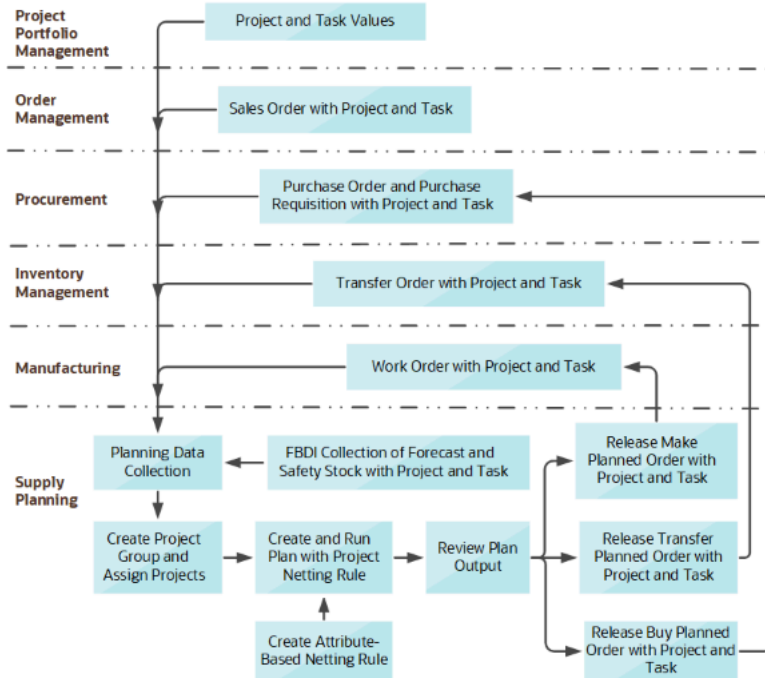 Project
Portfolio
Management
Project and Task Values
Order
Management
Sales Order with Project and Task
Procurement
Purchase Order and Purchase
Requisition with Project and Task
Inventory
Management
Transfer Order with Project and Task
Manufacturing
Work Order with Project and Task
Supply
Planning
Planning Data
Collection
FBDI Collection of Forecast and
Safety Stock with Project and Task
Release Make
Planned Order with
Project and Task
Create Project
Group and
Assign Projects
Create and Run
Plan with Project
Netting Rule
Review Plan
Output
Release Transfer
Planned Order with
Project and Task
Create Attribute-
Based Netting Rule
Release Buy Planned
Order with Project and
Task